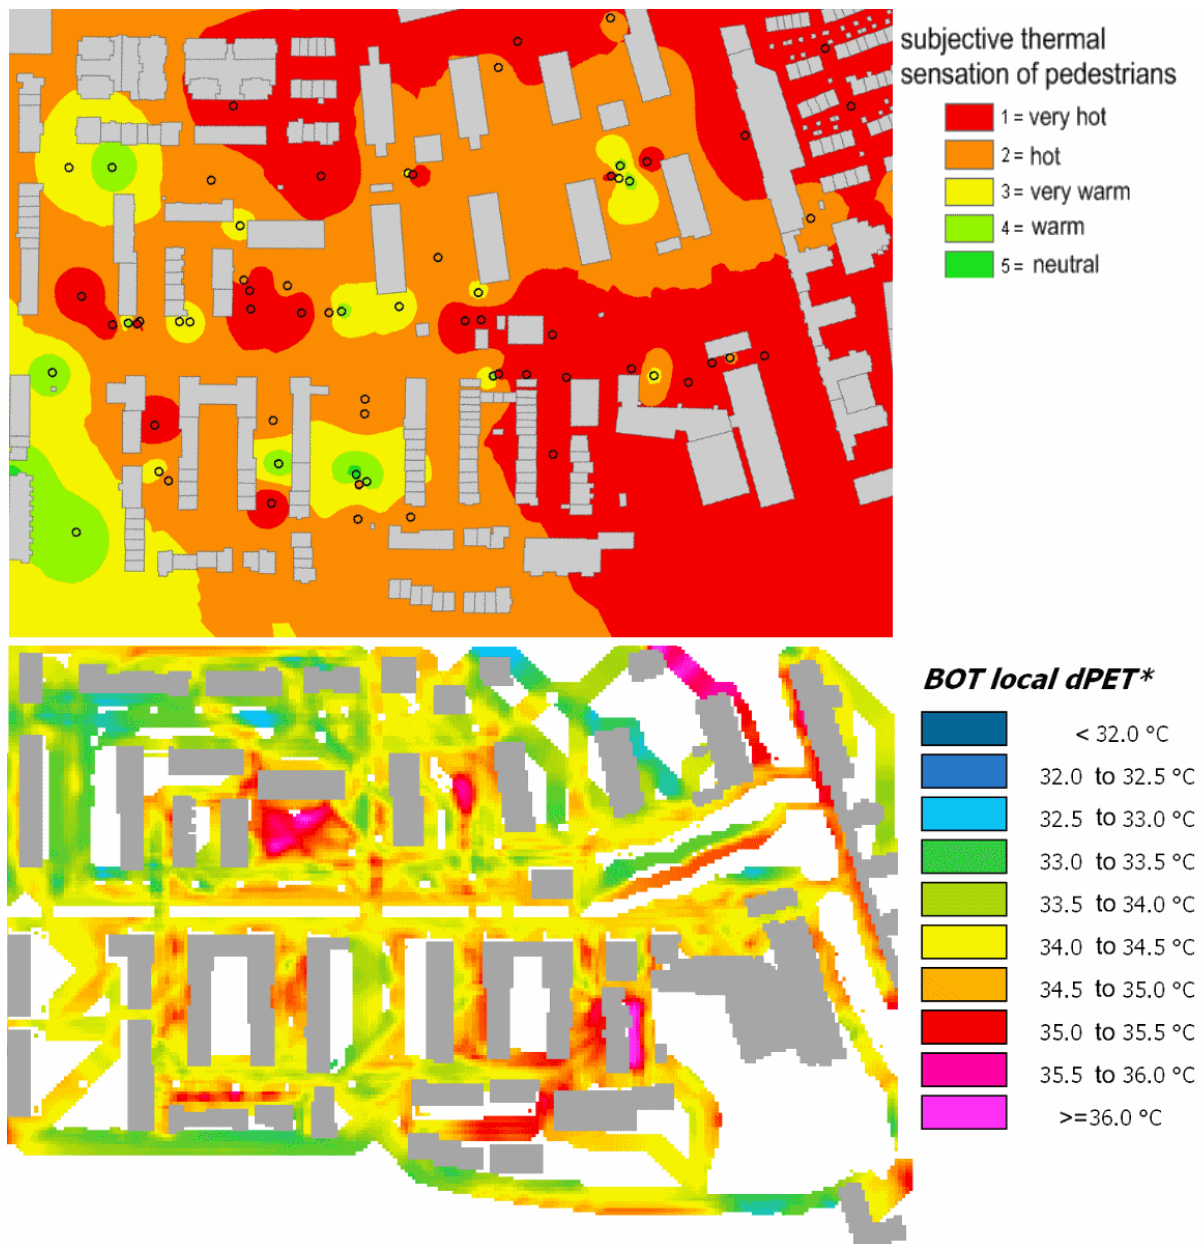 subjective thermal
sensation of pedestrians
1 = very hot
2 = hot
3 = very warm
4 = warm
5 = neutral
BOT local dPET*
< 32.0 °C
32.0 to 32.5 °C
32.5 to 33.0 °C
33.0 to 33.5 °C
33.5 to 34.0 °C
34.0 to 34.5 °C
34.5 to 35.0 °C
35.0 to 35.5 °C
35.5 to 36.0 °C
>=36.0 °C